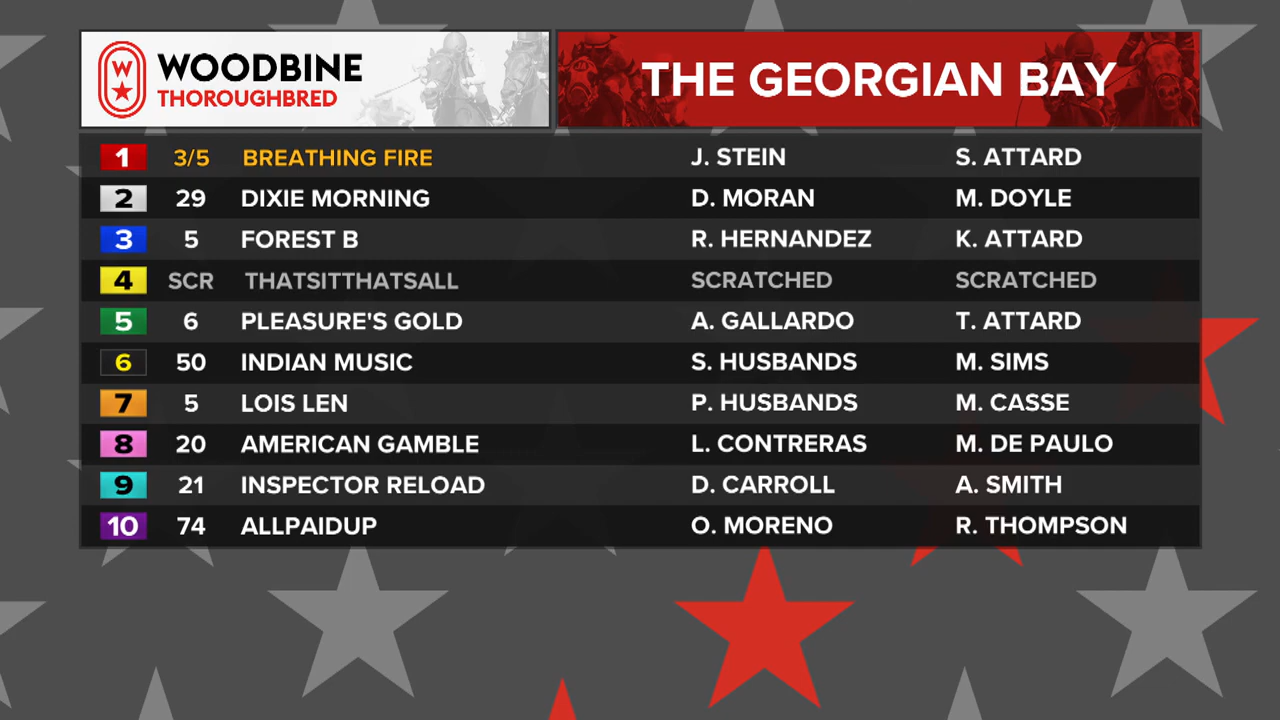 W
WOODBINE
THOROUGHBRED
THE GEORGIAN BAY
1 3/5 BREATHING FIRE J. STEIN S. ATTARD
2 29 DIXIE MORNING D. MORAN M. DOYLE
3 5 FOREST B R. HERNANDEZ K. ATTARD
4 SCR THATSITTHATSALL SCRATCHED SCRATCHED
5 6 PLEASURE'S GOLD A. GALLARDO T. ATTARD
6 50 INDIAN MUSIC S. HUSBANDS M. SIMS
7 5 LOIS LEN P. HUSBANDS M. CASSE
8 20 AMERICAN GAMBLE L. CONTRERAS M. DE PAULO
9 21 INSPECTOR RELOAD D. CARROLL A. SMITH
10 74 ALLPAIDUP O. MORENO R. THOMPSON